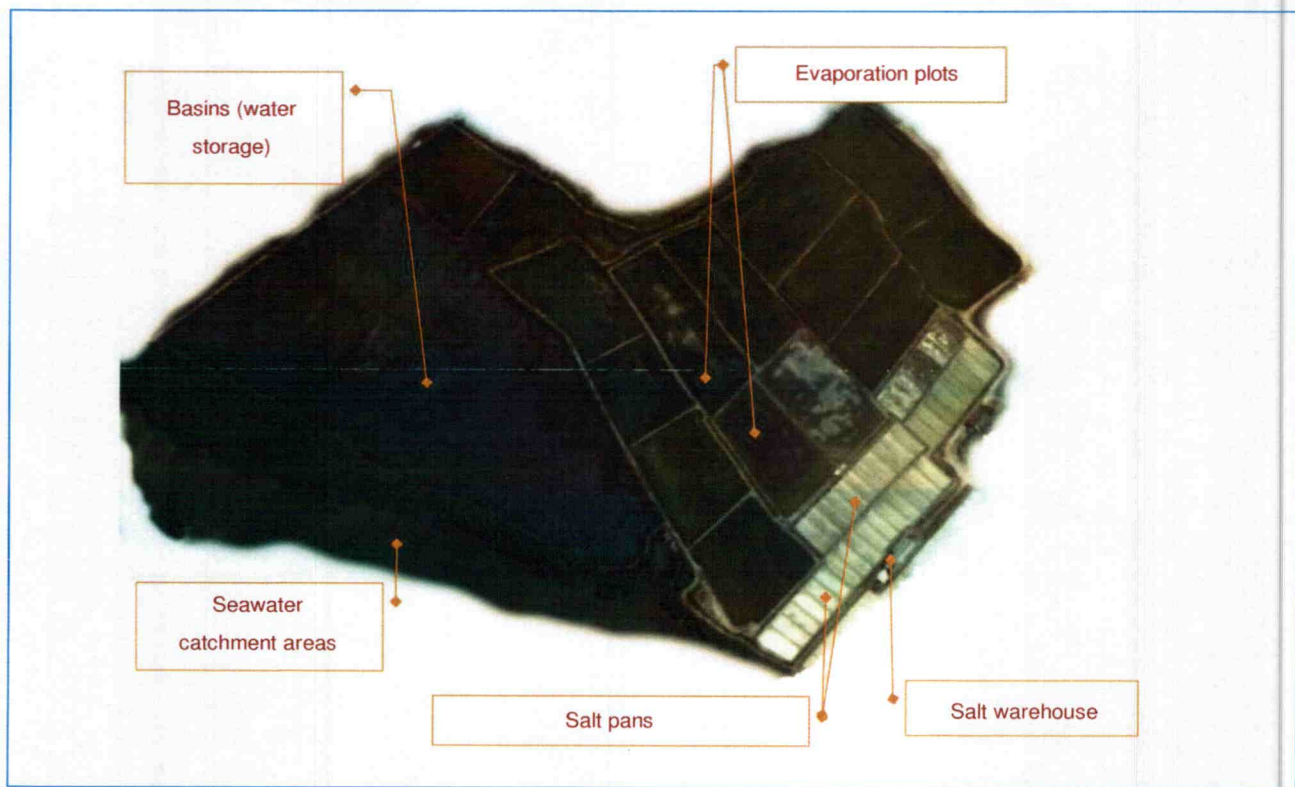 Basins (water
storage)
Evaporation plots
Seawater
catchment areas
Salt pans
Salt warehouse